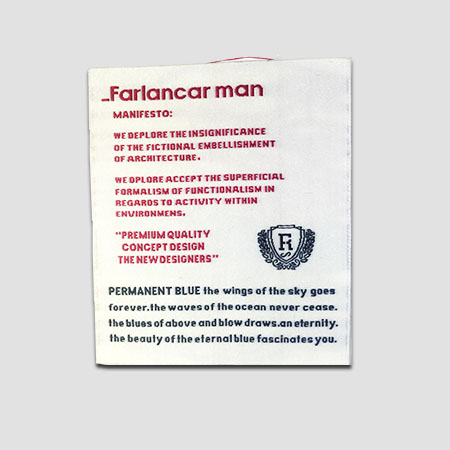 _Farlancar man
MANIFESTO:
WE DEPLORE THE INSIGNIFICANCE
OF THE FICTIONAL EMBELLISHMENT
OF ARCHITECTURE.
WE DPLORE ACCEPT THE SUPERFICIAL
FORMALISM OF FUNCTIONALISM IN
REGARDS TO ACTIVITY WITHIN
ENVIRONMENS.
"PREMIUM QUALITY
CONCEPT DESIGN
THE NEW DESIGNERS"
PERMANENT BLUE the wings of the sky goes
forever.the waves of the ocean never cease.
the blues of above and blow draws.an eternity.
the beauty of the eternal blue fascinates you.